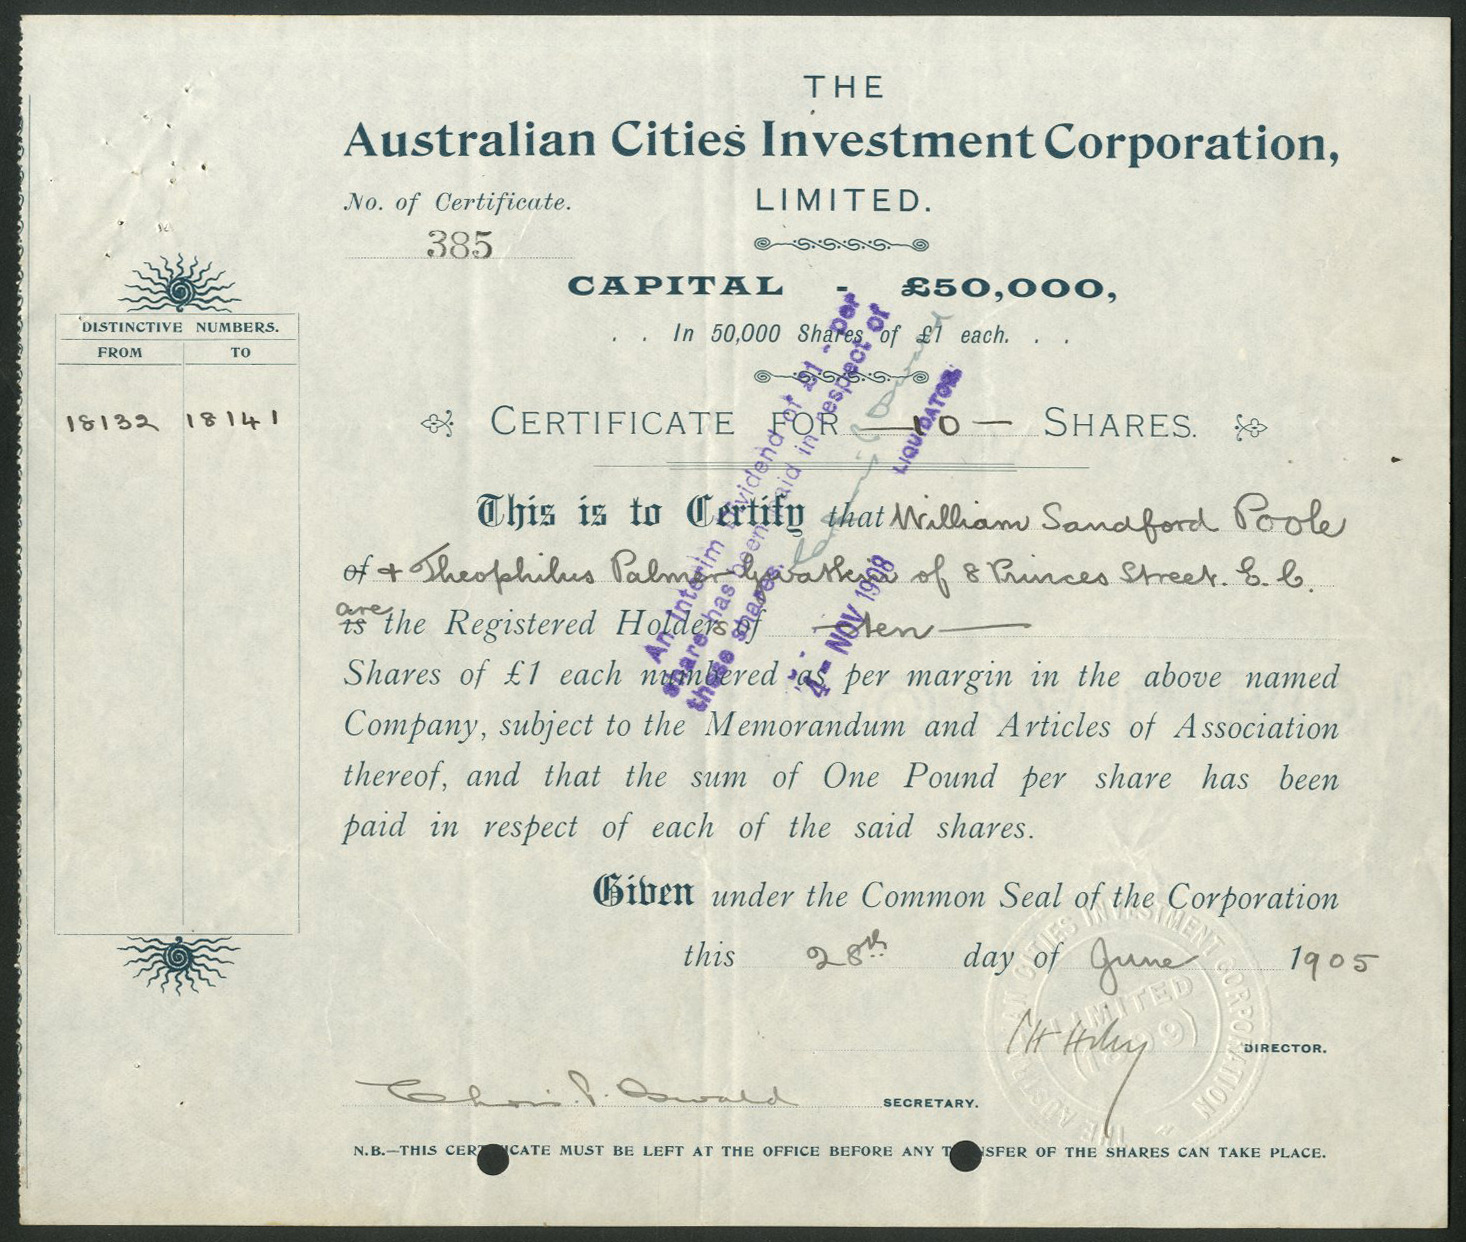 THE
Australian Cities Investment Corporation,
LIMITED.
No. of Certificate.
385
CAPITAL - £50,000,
. . In 50,000 Shares of £1 each. . .
DISTINCTIVE NUMBERS.
FROM TO
18132 18141
CERTIFICATE FOR 10 — SHARES.
This is to Certify that William Sandford Poole
of + Theophilus Palmer Gwatkin of 8 Princes Street. E. C.
are
is the Registered Holders of — ten —
Shares of £1 each numbered as per margin in the above named
Company, subject to the Memorandum and Articles of Association
thereof, and that the sum of One Pound per share has been
paid in respect of each of the said shares.
An Interim Dividend of £1 - per
share has been paid in respect of
these shares.
LIQUIDATOR.
4 - NOV 1908
Given under the Common Seal of the Corporation
this 28th day of June 1905
DIRECTOR.
Chris. P. Oswald SECRETARY.
THE AUSTRALIAN CITIES INVESTMENT CORPORATION
LIMITED
N.B.—THIS CERTIFICATE MUST BE LEFT AT THE OFFICE BEFORE ANY TRANSFER OF THE SHARES CAN TAKE PLACE.